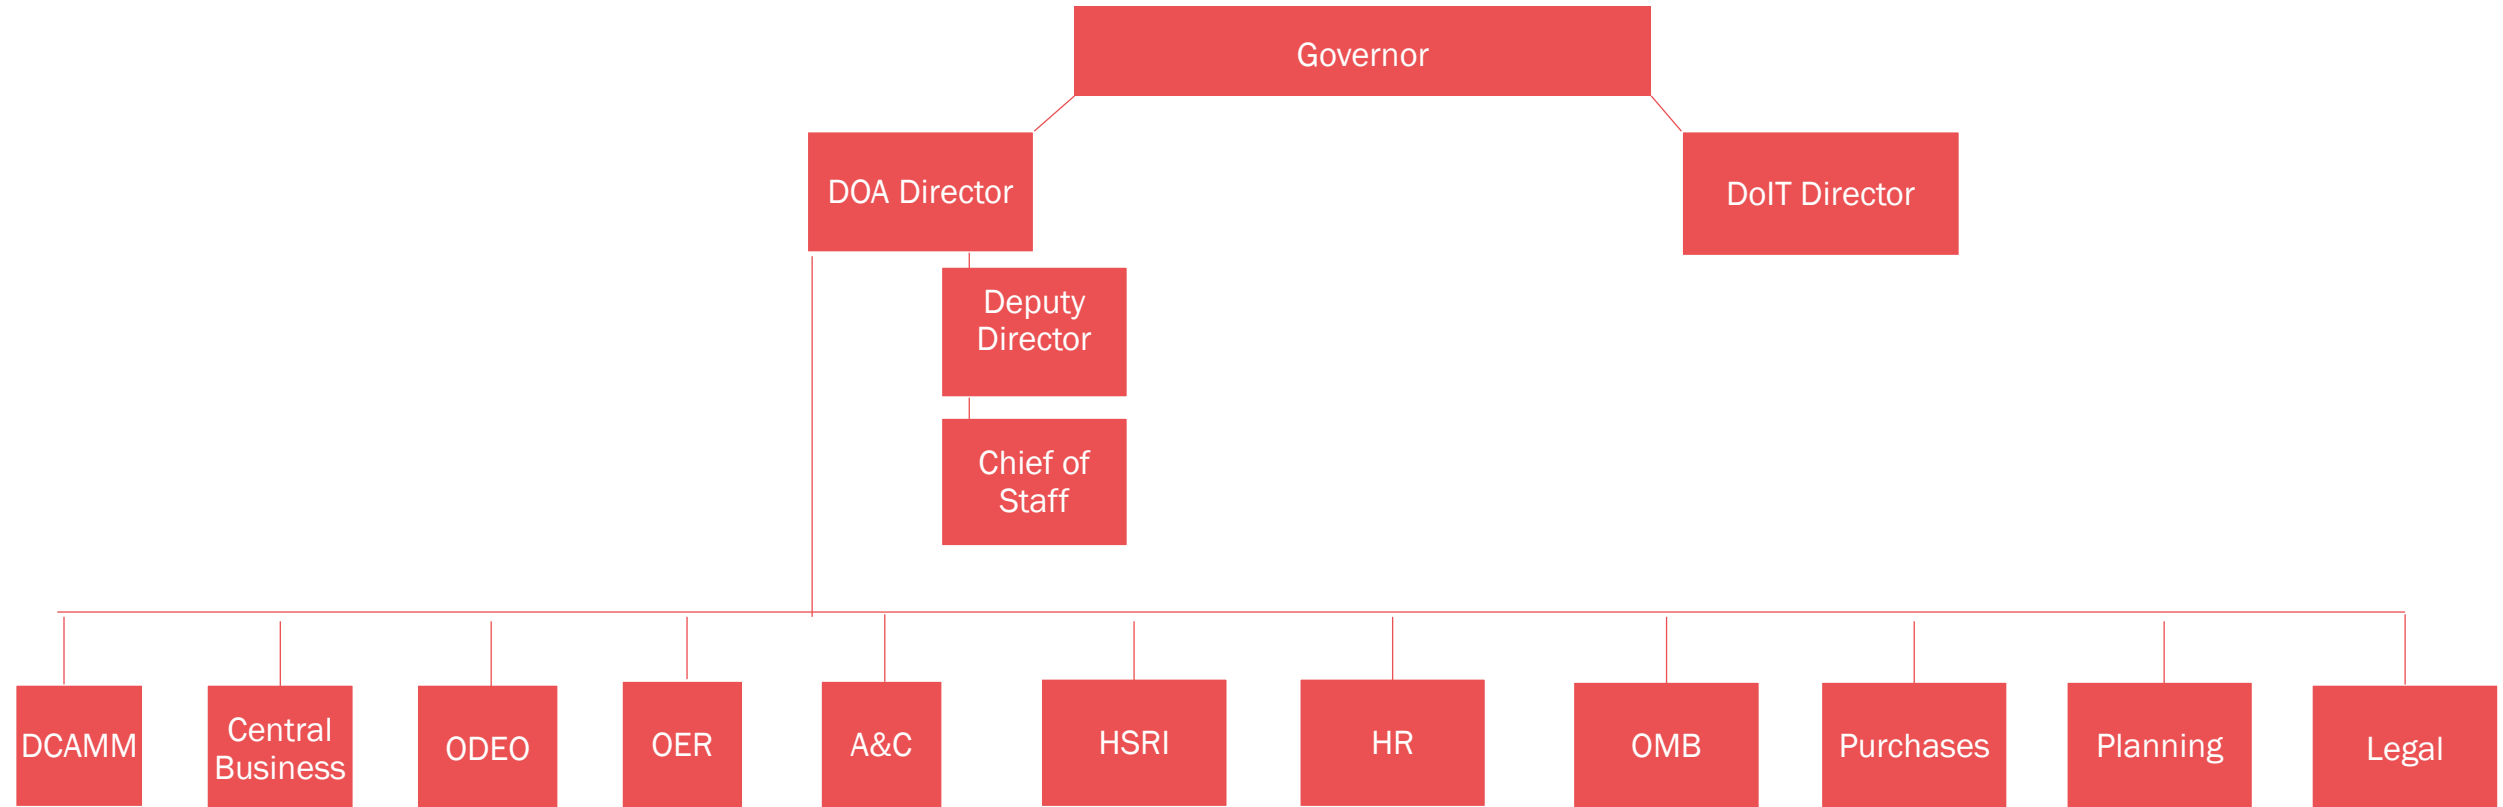 Governor
DOA Director
DoIT Director
Deputy
Director
Chief of
Staff
DCAMM
Central
Business
ODEO
OER
A&C
HSRI
HR
OMB
Purchases
Planning
Legal